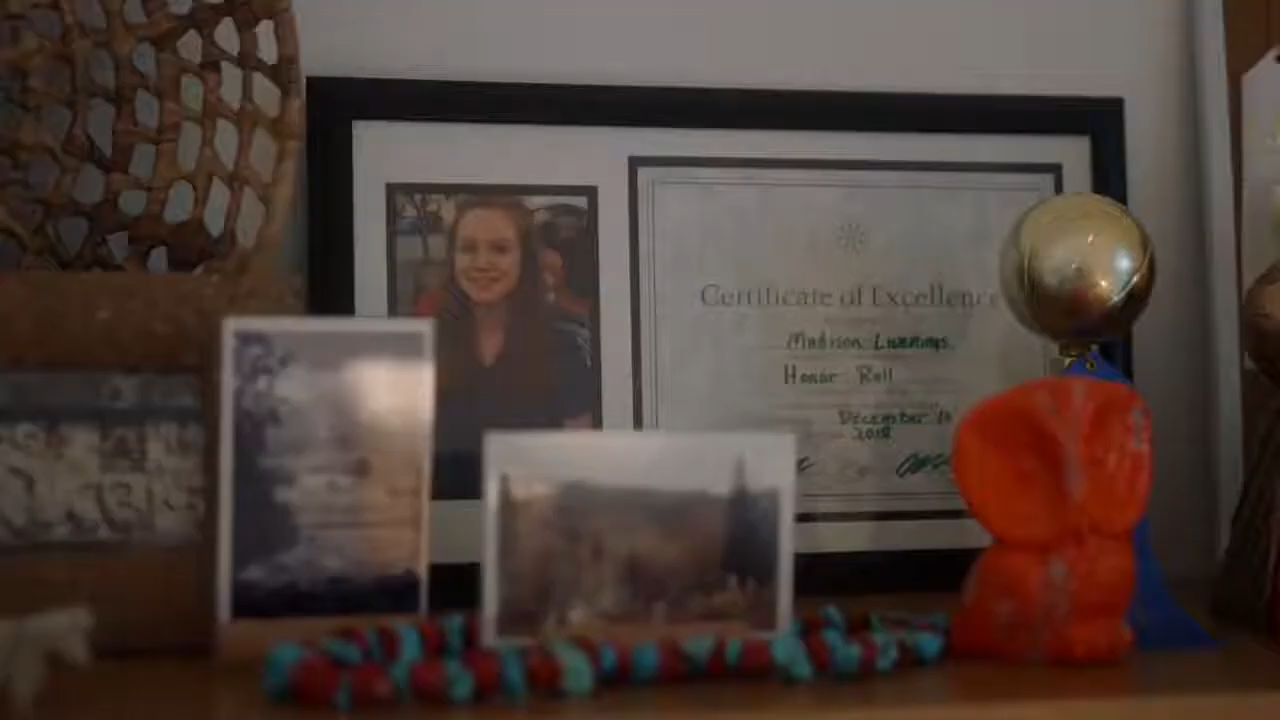 Certificate of Excellence
Madison
Honor Roll
December
2018